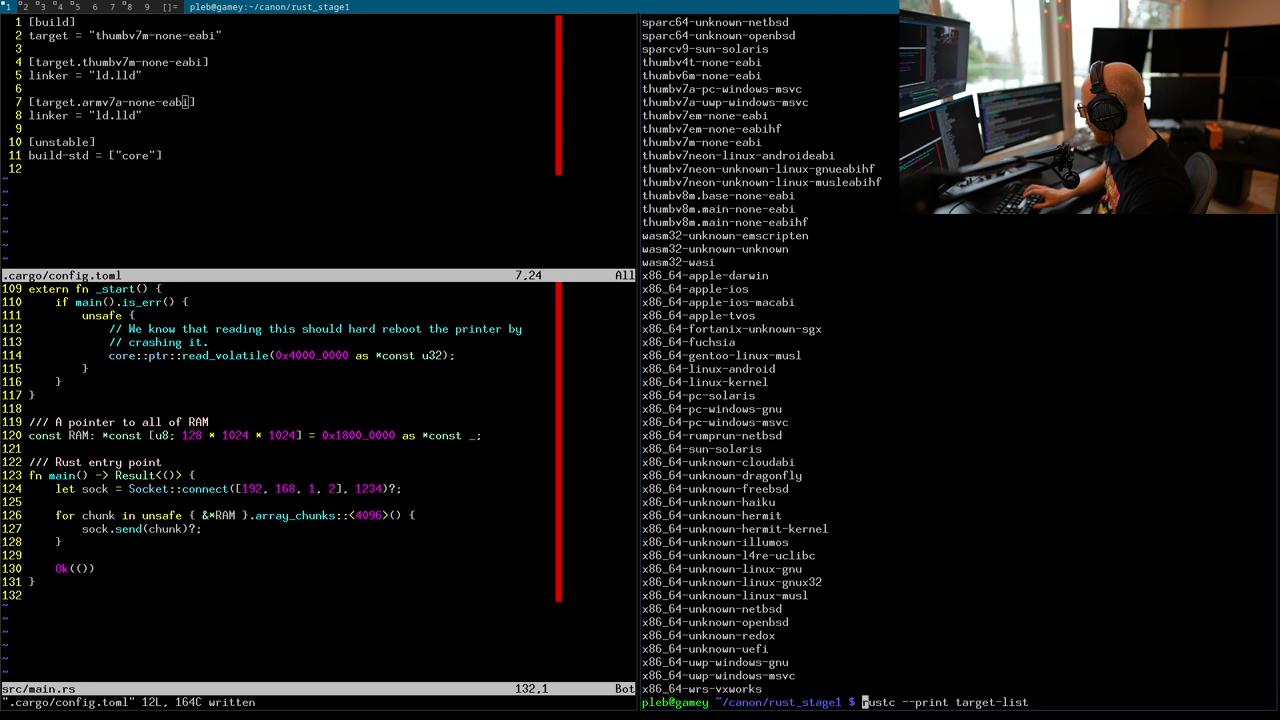 1 2 3 4 5 6 7 8 9 []= pleb@gamey:~/canon/rust_stage1
1 [build]
2 target = "thumbv7m-none-eabi"
3
4 [target.thumbv7m-none-eabi]
5 linker = "ld.lld"
6
7 [target.armv7a-none-eabi]
8 linker = "ld.lld"
9
10 [unstable]
11 build-std = ["core"]
12
~
~
~
~
~
~
~
.cargo/config.toml 7,24 All
109 extern fn _start() {
110 if main().is_err() {
111 unsafe {
112 // We know that reading this should hard reboot the printer by
113 // crashing it.
114 core::ptr::read_volatile(0x4000_0000 as *const u32);
115 }
116 }
117 }
118
119 /// A pointer to all of RAM
120 const RAM: *const [u8; 128 * 1024 * 1024] = 0x1800_0000 as *const _;
121
122 /// Rust entry point
123 fn main() -> Result<()> {
124 let sock = Socket::connect([192, 168, 1, 2], 1234)?;
125
126 for chunk in unsafe { &*RAM }.array_chunks::<4096>() {
127 sock.send(chunk)?;
128 }
129
130 Ok(())
131 }
132
~
~
~
~
~
~
src/main.rs 132,1 Bot
".cargo/config.toml" 12L, 164C written
sparc64-unknown-netbsd
sparc64-unknown-openbsd
sparcv9-sun-solaris
thumbv4t-none-eabi
thumbv6m-none-eabi
thumbv7a-pc-windows-msvc
thumbv7a-uwp-windows-msvc
thumbv7em-none-eabi
thumbv7em-none-eabihf
thumbv7m-none-eabi
thumbv7neon-linux-androideabi
thumbv7neon-unknown-linux-gnueabihf
thumbv7neon-unknown-linux-musleabihf
thumbv8m.base-none-eabi
thumbv8m.main-none-eabi
thumbv8m.main-none-eabihf
wasm32-unknown-emscripten
wasm32-unknown-unknown
wasm32-wasi
x86_64-apple-darwin
x86_64-apple-ios
x86_64-apple-ios-macabi
x86_64-apple-tvos
x86_64-fortanix-unknown-sgx
x86_64-fuchsia
x86_64-gentoo-linux-musl
x86_64-linux-android
x86_64-linux-kernel
x86_64-pc-solaris
x86_64-pc-windows-gnu
x86_64-pc-windows-msvc
x86_64-rumprun-netbsd
x86_64-sun-solaris
x86_64-unknown-cloudabi
x86_64-unknown-dragonfly
x86_64-unknown-freebsd
x86_64-unknown-haiku
x86_64-unknown-hermit
x86_64-unknown-hermit-kernel
x86_64-unknown-illumos
x86_64-unknown-l4re-uclibc
x86_64-unknown-linux-gnu
x86_64-unknown-linux-gnux32
x86_64-unknown-linux-musl
x86_64-unknown-netbsd
x86_64-unknown-openbsd
x86_64-unknown-redox
x86_64-unknown-uefi
x86_64-uwp-windows-gnu
x86_64-uwp-windows-msvc
x86_64-wrs-vxworks
pleb@gamey ~/canon/rust_stage1 $ rustc --print target-list